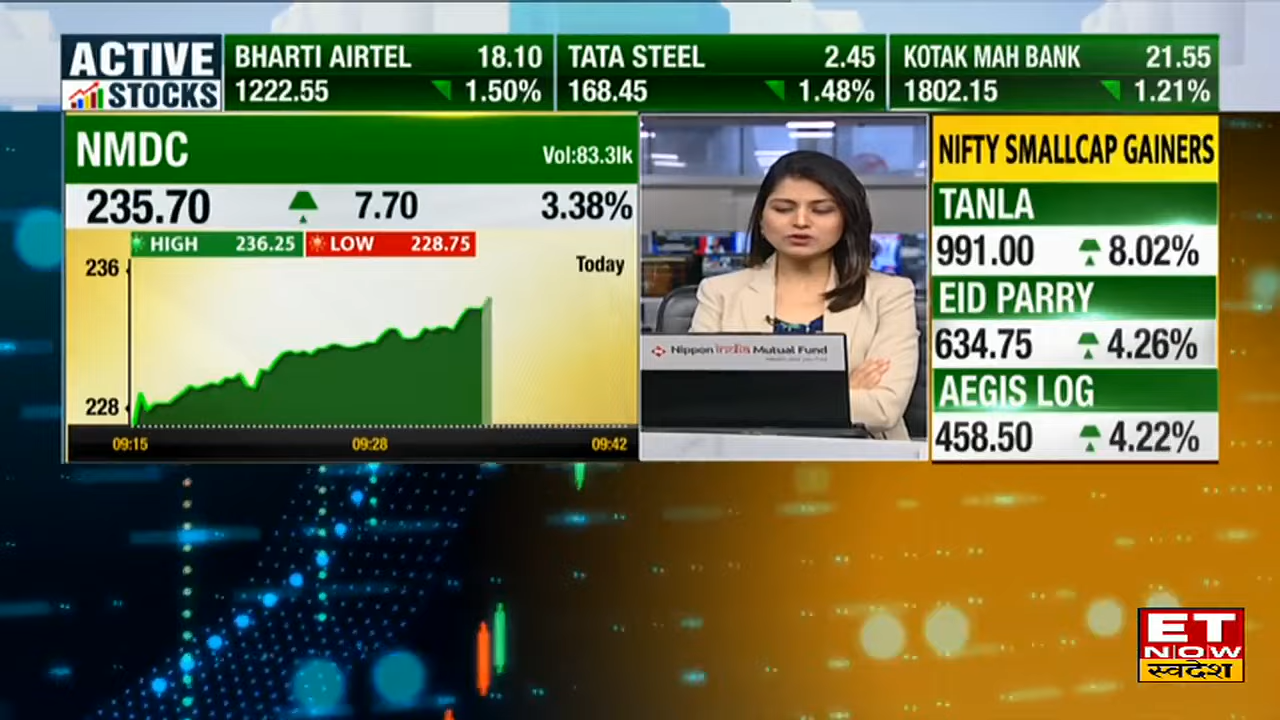 ACTIVE
STOCKS
BHARTI AIRTEL 18.10
1222.55 1.50%
TATA STEEL 2.45
168.45 1.48%
KOTAK MAH BANK 21.55
1802.15 1.21%
NMDC Vol:83.3lk
235.70 7.70 3.38%
HIGH 236.25 LOW 228.75
Today
236
228
09:15 09:28 09:42
Nippon india Mutual Fund
NIFTY SMALLCAP GAINERS
TANLA
991.00 8.02%
EID PARRY
634.75 4.26%
AEGIS LOG
458.50 4.22%
ET
NOW
स्वदेश